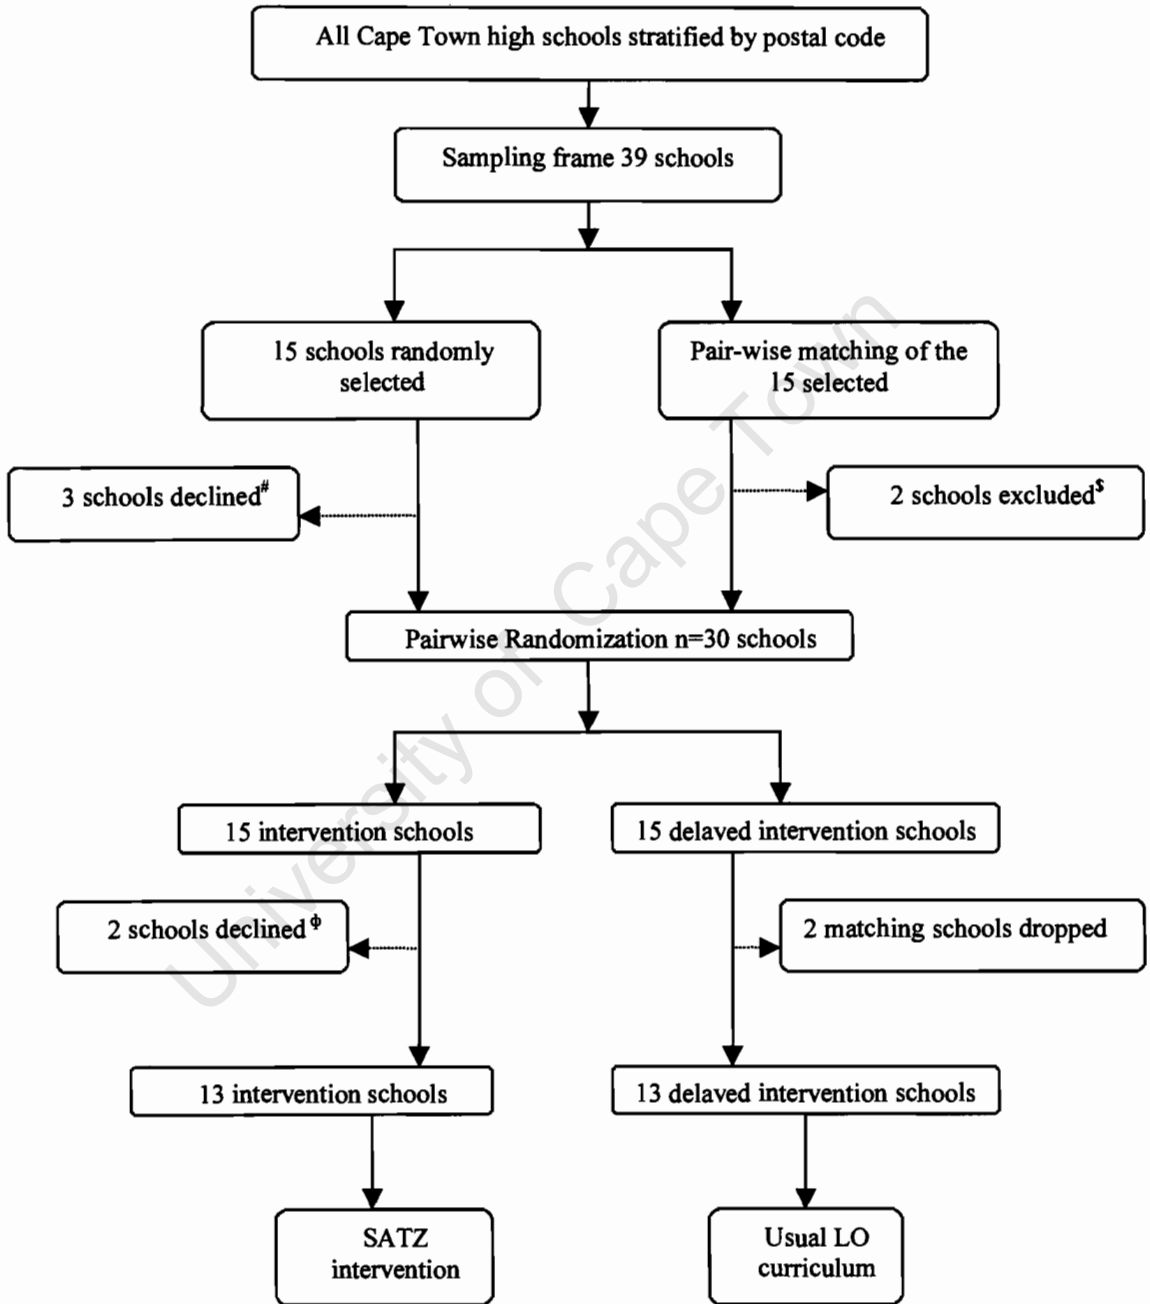 All Cape Town high schools stratified by postal code
Sampling frame 39 schools
15 schools randomly
selected
Pair-wise matching of the
15 selected
3 schools declined#
2 schools excluded$
Pairwise Randomization n=30 schools
15 intervention schools
15 delaved intervention schools
2 schools declined Φ
2 matching schools dropped
13 intervention schools
13 delaved intervention schools
SATZ
intervention
Usual LO
curriculum
University of Cape Town